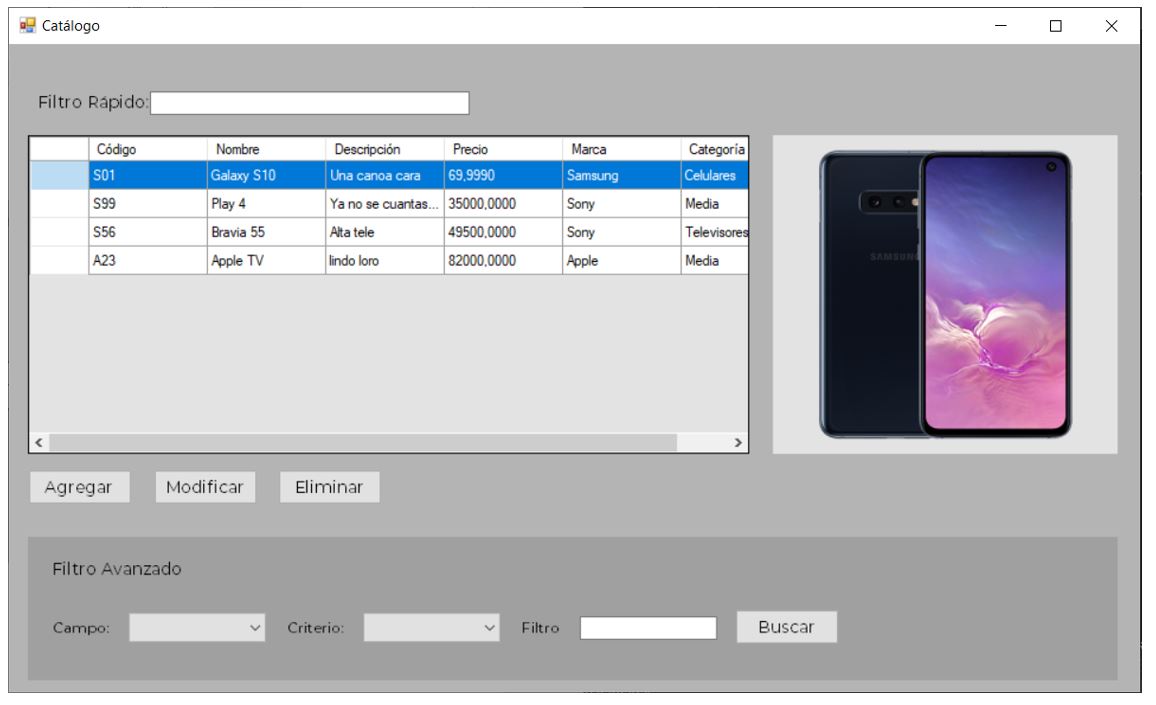 Catálogo
Filtro Rápido:
Código Nombre Descripción Precio Marca Categoría
S01 Galaxy S10 Una canoa cara 69,9990 Samsung Celulares
S99 Play 4 Ya no se cuantas... 35000,0000 Sony Media
S56 Bravia 55 Alta tele 49500,0000 Sony Televisores
A23 Apple TV lindo loro 82000,0000 Apple Media
SAMSUNG
Agregar Modificar Eliminar
Filtro Avanzado
Campo: Criterio: Filtro Buscar